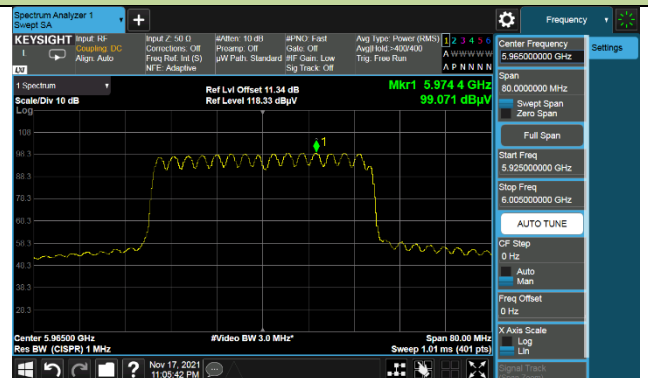 Spectrum Analyzer 1
Swept SA
+
Frequency
KEYSIGHT Input: RF
Coupling: DC
Align: Auto
L
LXI
Input Z: 50 Ω
Corrections: Off
Freq Ref: Int (S)
NFE: Adaptive
#Atten: 10 dB
Preamp: Off
µW Path: Standard
#PNO: Fast
Gate: Off
#IF Gain: Low
Sig Track: Off
Avg Type: Power (RMS)
Avg|Hold:>400/400
Trig: Free Run
1 2 3 4 5 6
A W W W W W
A P N N N N
1 Spectrum
Scale/Div 10 dB
Log
Ref Lvl Offset 11.34 dB
Ref Level 118.33 dBµV
Mkr1 5.974 4 GHz
99.071 dBµV
1
108
98.3
88.3
78.3
68.3
58.3
48.3
38.3
28.3
Center 5.96500 GHz
Res BW (CISPR) 1 MHz
#Video BW 3.0 MHz*
Span 80.00 MHz
Sweep 1.01 ms (401 pts)
Nov 17, 2021
11:05:42 PM
?
Center Frequency
5.965000000 GHz
Settings
Span
80.0000000 MHz
Swept Span
Zero Span
Full Span
Start Freq
5.925000000 GHz
Stop Freq
6.005000000 GHz
AUTO TUNE
CF Step
0 Hz
Auto
Man
Freq Offset
0 Hz
X Axis Scale
Log
Lin
Signal Track